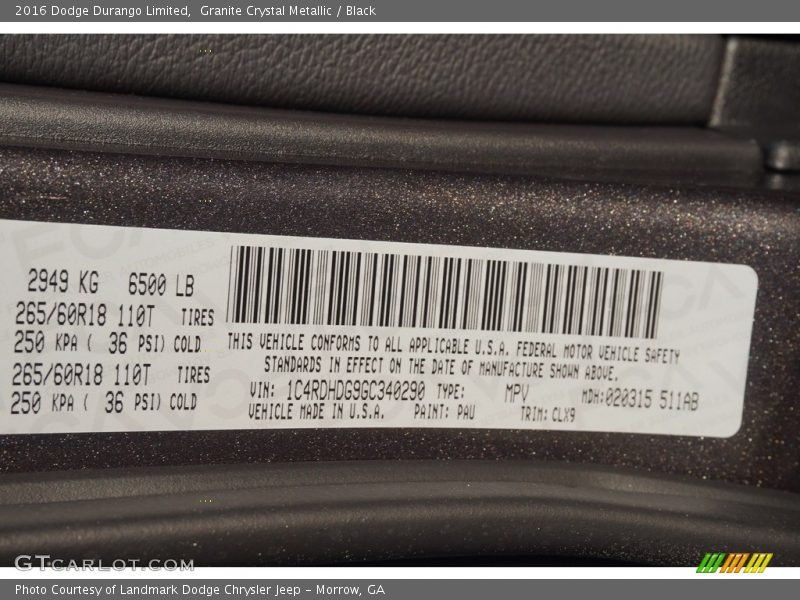 2016 Dodge Durango Limited, Granite Crystal Metallic / Black
2949 KG 6500 LB
265/60R18 110T TIRES
250 KPA ( 36 PSI) COLD
265/60R18 110T TIRES
250 KPA ( 36 PSI) COLD
THIS VEHICLE CONFORMS TO ALL APPLICABLE U.S.A. FEDERAL MOTOR VEHICLE SAFETY
STANDARDS IN EFFECT ON THE DATE OF MANUFACTURE SHOWN ABOVE.
VIN: 1C4RDHDG9GC340290 TYPE: MPV MDH:020315 511AB
VEHICLE MADE IN U.S.A. PAINT: PAU TRIM: CLX9
GTCARLOT.COM
Photo Courtesy of Landmark Dodge Chrysler Jeep - Morrow, GA